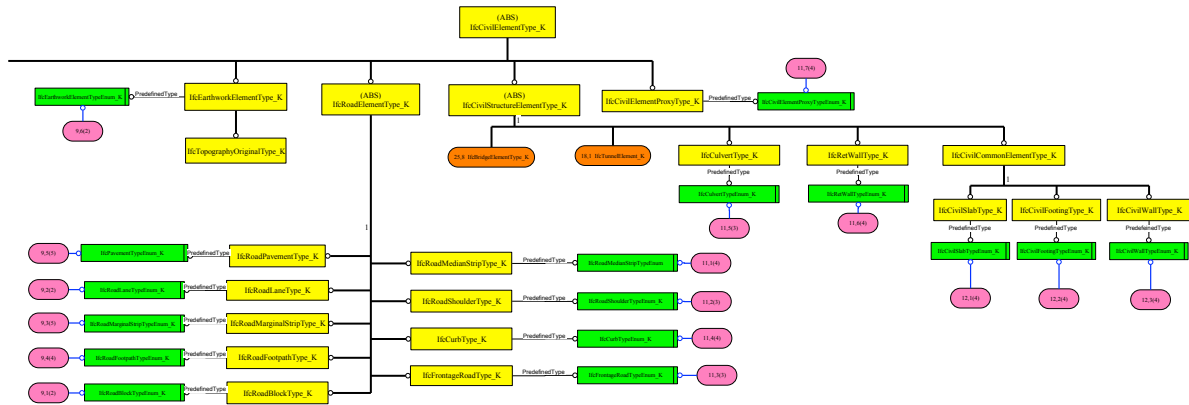 (ABS)
IfcCivilElementType_K
11,7(4)
IfcEarthworkElementTypeEnum_K
PredefinedType
IfcEarthworkElementType_K
(ABS)
IfcRoadElementType_K
(ABS)
IfcCivilStructureElementType_K
IfcCivilElementProxyType_K
PredefinedType
IfcCivilElementProxyTypeEnum_K
9,6(2)
1
IfcTopographyOriginalType_K
25,8 IfcBridgeElementType_K
18,1 IfcTunnelElement_K
IfcCulvertType_K
IfcRetWallType_K
IfcCivilCommonElementType_K
PredefinedType
PredefinedType
1
IfcCulvertTypeEnum_K
IfcRetWallTypeEnum_K
IfcCivilSlabType_K
IfcCivilFootingType_K
IfcCivilWallType_K
11,5(3)
11,6(4)
PredefinedType
PredefinedType
PredefeinedType
1
9,5(5)
IfcPavementTypeEnum_K
PredefinedType
IfcRoadPavementType_K
IfcRoadMedianStripType_K
PredefinedType
IfcRoadMedianStripTypeEnum
11,1(4)
IfcCivilSlabTypeEnum_K
IfcCivilFootingTypeEnum_K
IfcCivilWallTypeEnum_K
9,2(2)
IfcRoadLaneTypeEnum_K
PredefinedType
IfcRoadLaneType_K
IfcRoadShoulderType_K
PredefinedType
IfcRoadShoulderTypeEnum_K
11,2(3)
12,1(4)
12,2(4)
12,3(4)
9,3(5)
IfcRoadMarginalStripTypeEnum_K
PredefinedType
IfcRoadMarginalStripType_K
IfcCurbType_K
PredefinedType
IfcCurbTypeEnum_K
11,4(4)
9,4(4)
IfcRoadFootpathTypeEnum_K
PredefinedType
IfcRoadFootpathType_K
IfcFrontageRoadType_K
PredefinedType
IfcFrontageRoadTypeEnum_K
11,3(3)
9,1(2)
IfcRoadBlockTypeEnum_K
PredefinedType
IfcRoadBlockType_K